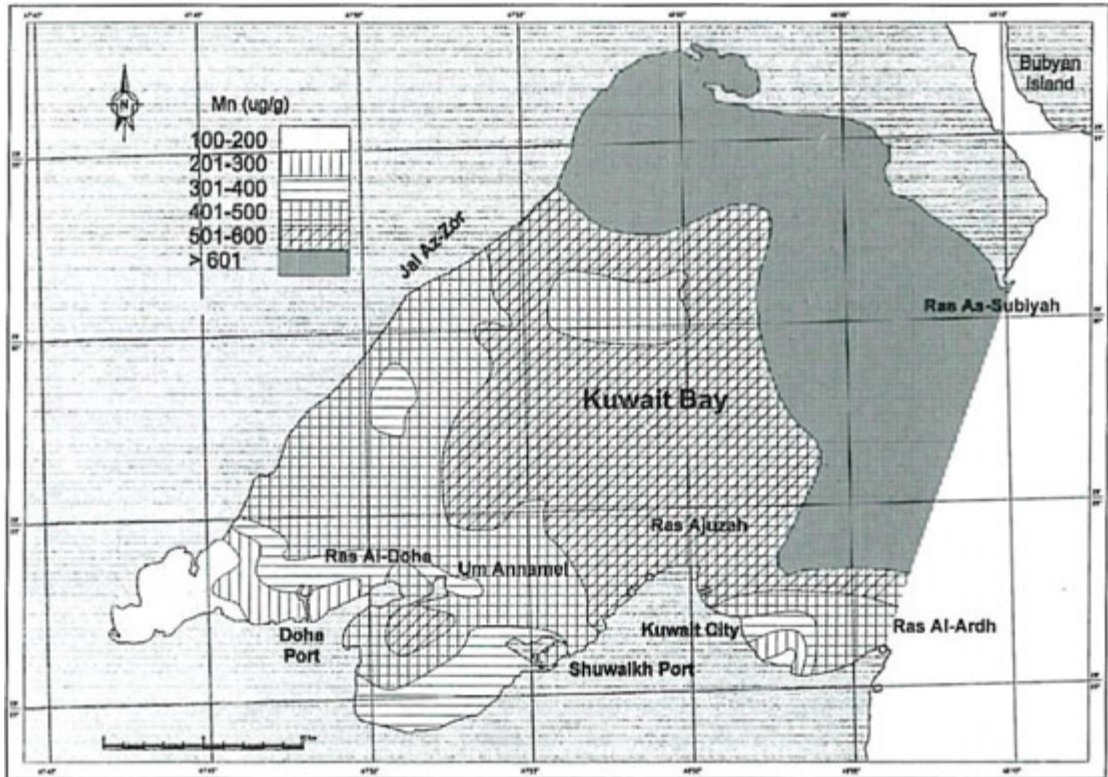 Bubyan
Island
N
Mn (ug/g)
100-200
201-300
301-400
401-500
501-600
> 601
Jal Az-Zor
Ras As-Subiyah
Kuwait Bay
Ras Ajuzah
Ras Al-Doha
Um Annamel
Doha
Port
Kuwait City
Ras Al-Ardh
Shuwaikh Port